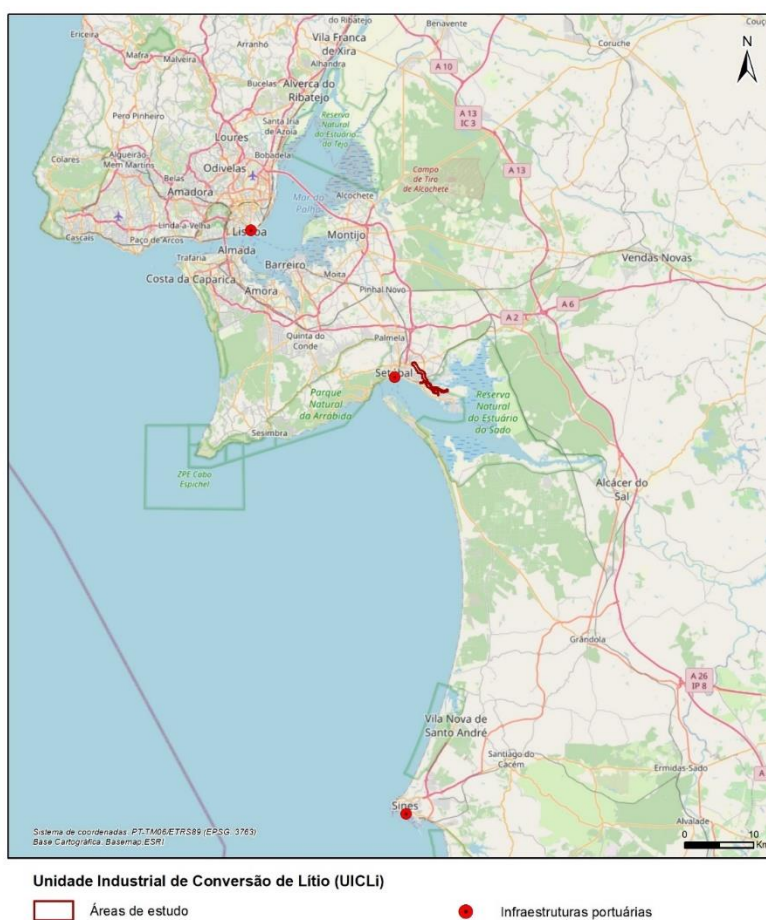 Ericeira
Mafra
Malveira
Arranhó
do Ribatejo
Vila Franca
de Xira
Alhandra
Benavente
Coruche
N
A 10
Bucelas
Alverca do
Ribatejo
A 13
IC 3
Pero Pinheiro
Santa Iria
de Azoia
Reserva
Natural
do Estuário
do Tejo
Loures
Bobadela
A 13
Colares
Algueirão-
Mem Martins
Belas
Odivelas
Campo
de Tiro
de Alcochete
Amadora
Alcochete
Mar da
Palha
Linda-a-Velha
Lisboa
Montijo
Cascais
Paço de Arcos
Trafaria
Almada
Barreiro
Moita
Vendas Novas
Costa da Caparica
Amora
Pinhal Novo
A 6
A 2
Quinta do
Conde
Palmela
Setúbal
Parque
Natural
da Arrábida
Reserva
Natural
do Estuário
do Sado
Sesimbra
ZPE Cabo
Espichel
Alcácer do
Sal
Grândola
A 26
IP 8
Vila Nova de
Santo André
Santiago do
Cacém
Ermidas-Sado
Sines
Alvalade
Sistema de coordenadas: PT-TM06/ETRS89 (EPSG: 3763)
Base Cartográfica: Basemap:ESRI
0 10
Km
Unidade Industrial de Conversão de Lítio (UICLi)
Áreas de estudo
Infraestruturas portuárias